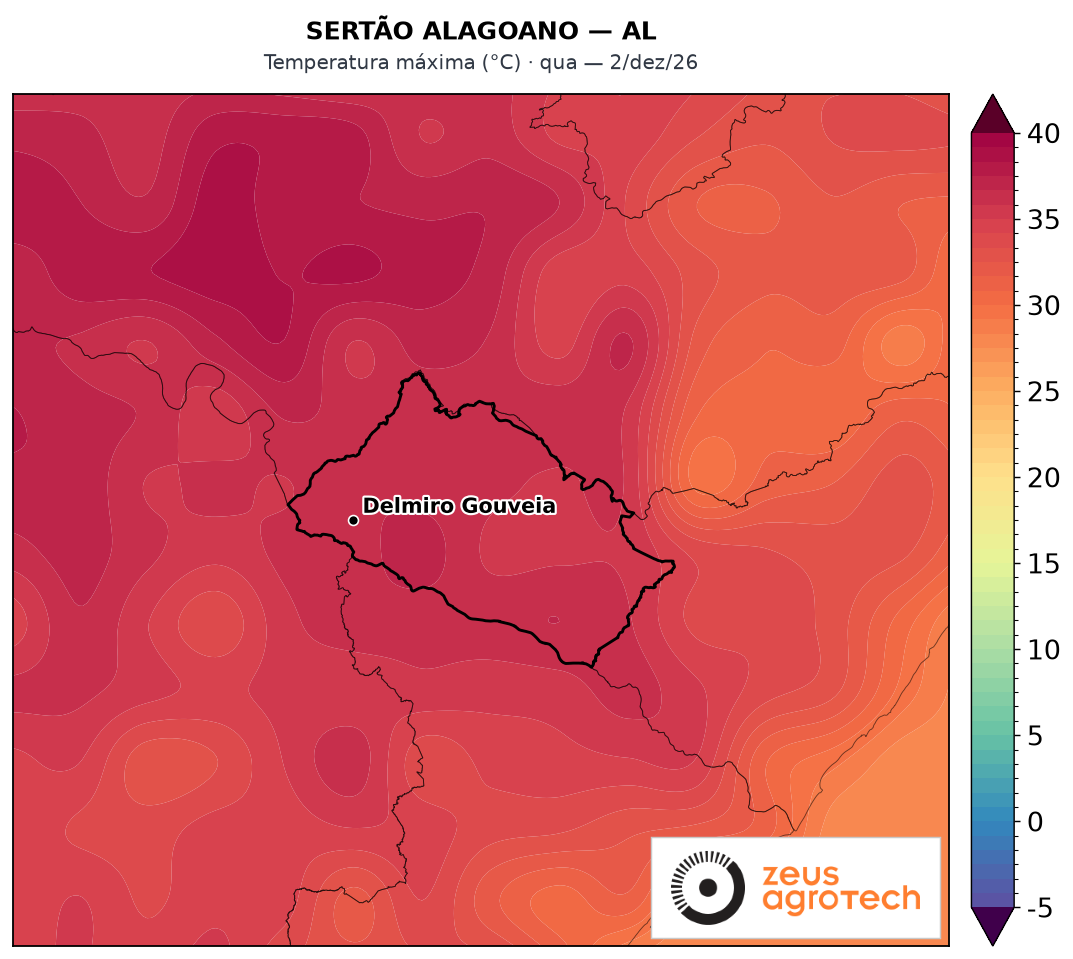 SERTÃO ALAGOANO — AL
Temperatura máxima (°C) · qua — 2/dez/26
Delmiro Gouveia
40
35
30
25
20
15
10
5
0
-5
zeus
agrotech